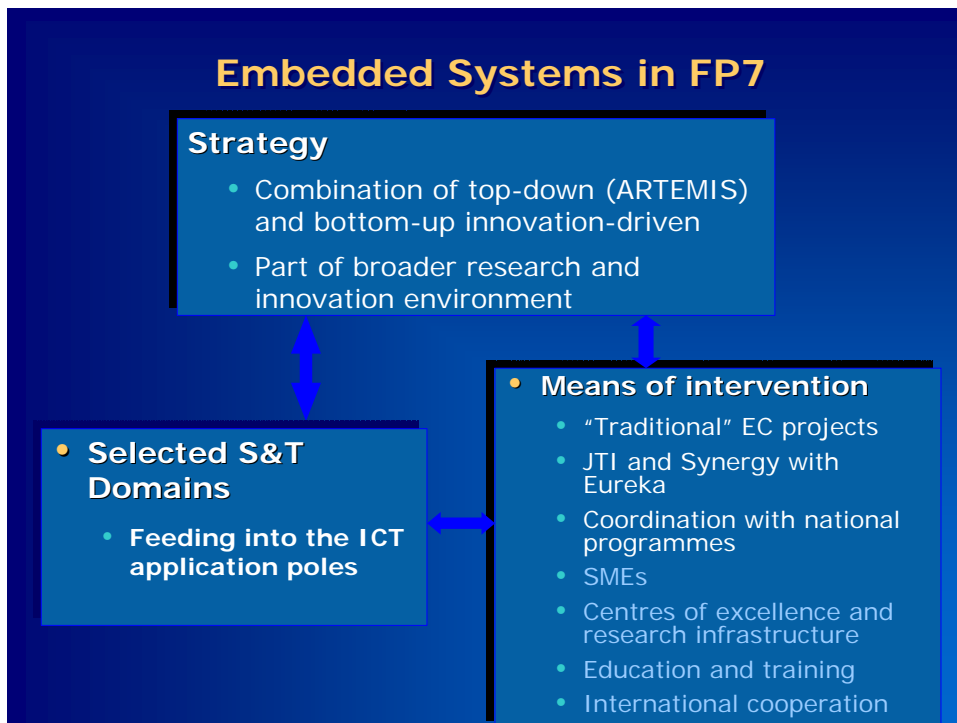 Embedded Systems in FP7
Strategy
• Combination of top-down (ARTEMIS)
and bottom-up innovation-driven
• Part of broader research and
innovation environment
• Selected S&T
Domains
• Feeding into the ICT
application poles
• Means of intervention
• “Traditional” EC projects
• JTI and Synergy with
Eureka
• Coordination with national
programmes
• SMEs
• Centres of excellence and
research infrastructure
• Education and training
• International cooperation